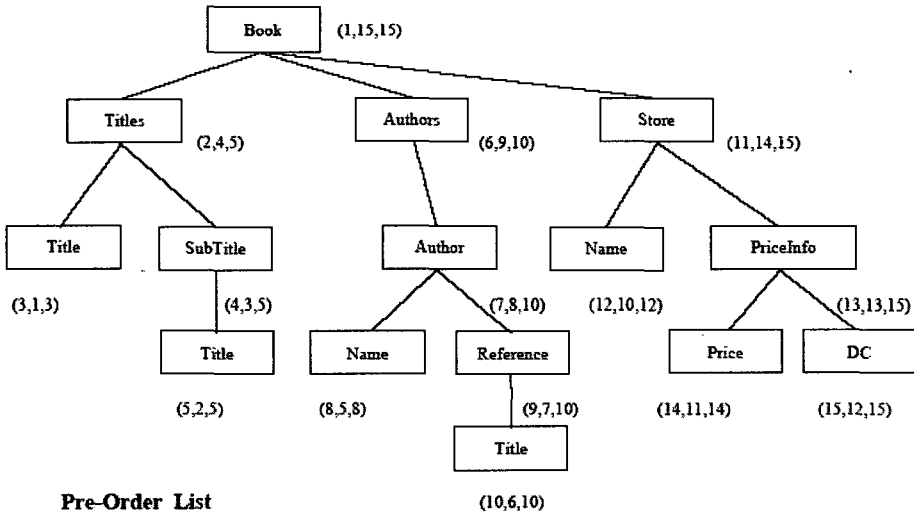 Book (1,15,15)
Titles Authors Store
(2,4,5) (6,9,10) (11,14,15)
Title SubTitle Author Name PriceInfo
(3,1,3) (4,3,5) (7,8,10) (12,10,12) (13,13,15)
Title Name Reference Price DC
(5,2,5) (8,5,8) (9,7,10) (14,11,14) (15,12,15)
Title
Pre-Order List (10,6,10)